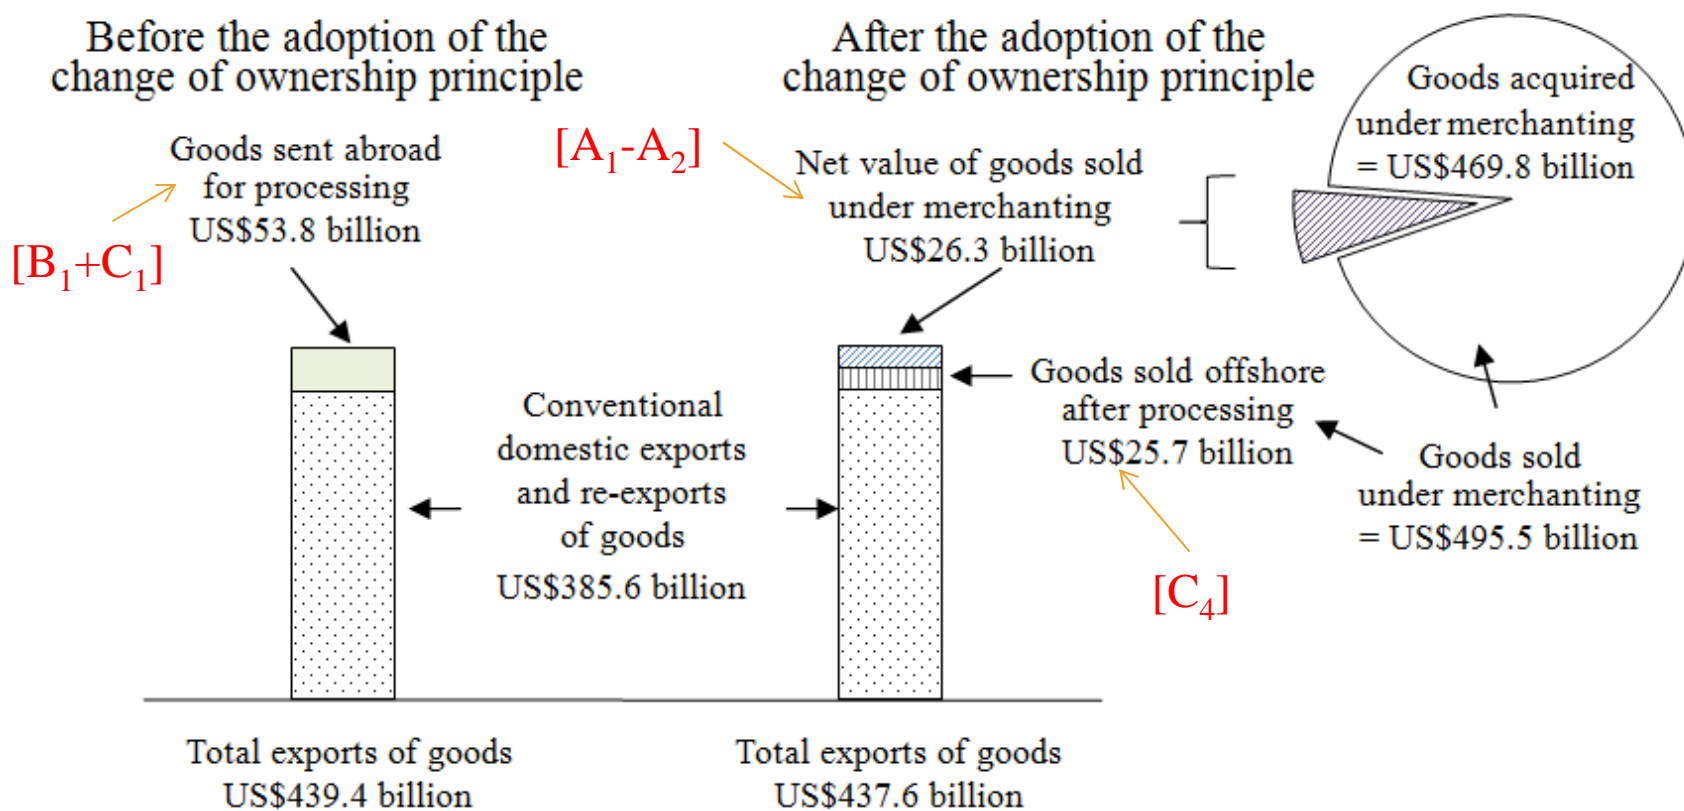 Before the adoption of the
change of ownership principle
Goods sent abroad
for processing
US$53.8 billion
[B₁+C₁]
After the adoption of the
change of ownership principle
[A₁-A₂]
Net value of goods sold
under merchanting
US$26.3 billion
Goods acquired
under merchanting
= US$469.8 billion
Conventional
domestic exports
and re-exports
of goods
US$385.6 billion
Goods sold offshore
after processing
US$25.7 billion
[C₄]
Goods sold
under merchanting
= US$495.5 billion
Total exports of goods
US$439.4 billion
Total exports of goods
US$437.6 billion